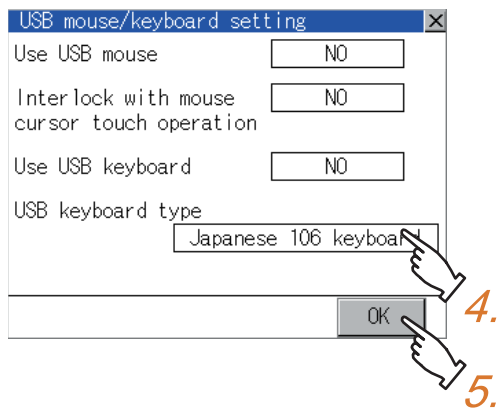 USB mouse/keyboard setting
Use USB mouse NO
Interlock with mouse NO
cursor touch operation
Use USB keyboard NO
USB keyboard type
Japanese 106 keyboard
4.
OK
5.